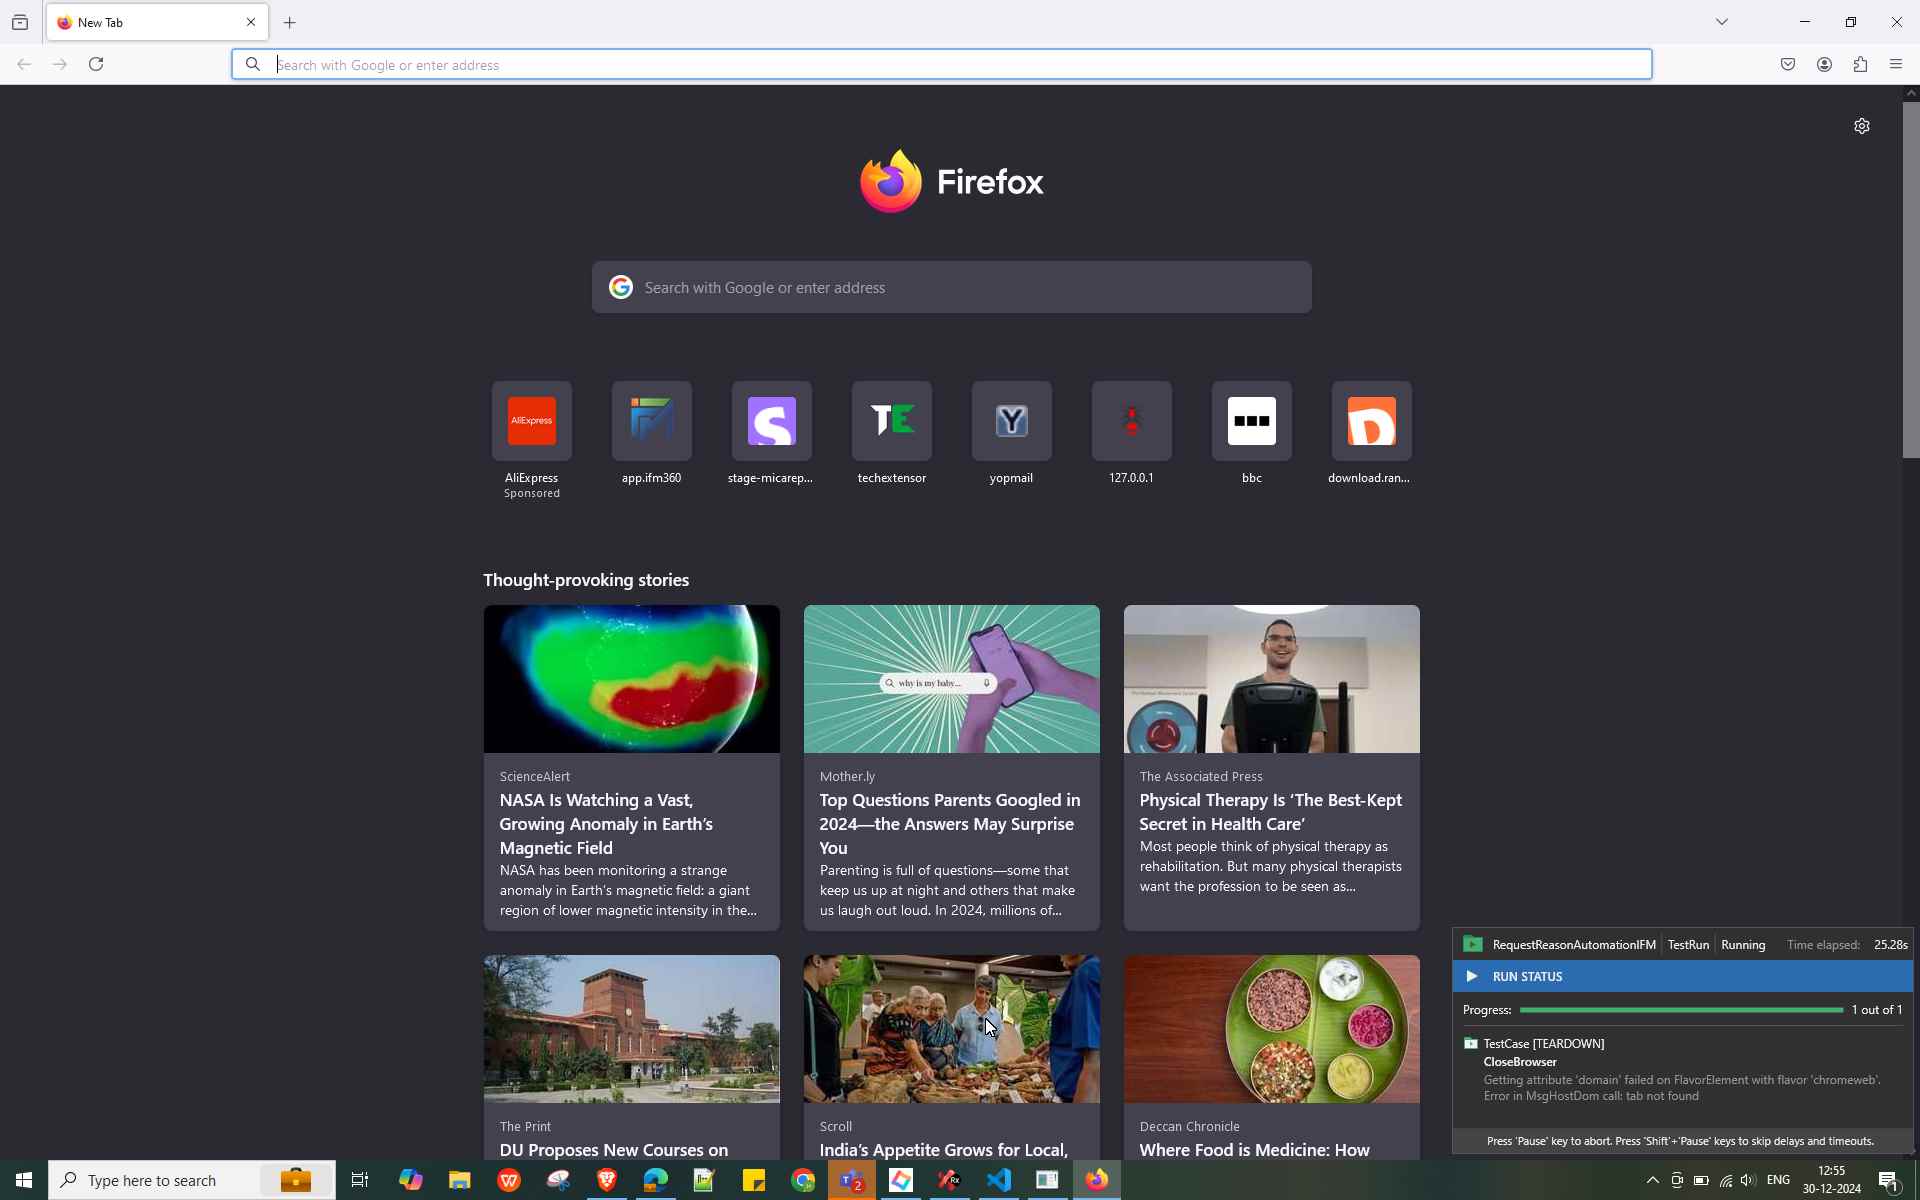 New Tab
Search with Google or enter address
Firefox
Search with Google or enter address
AliExpress
AliExpress
Sponsored
app.ifm360
stage-micarep...
TE
techextensor
Y
yopmail
127.0.0.1
bbc
download.ran...
Thought-provoking stories
why is my baby...
ScienceAlert
NASA Is Watching a Vast,
Growing Anomaly in Earth’s
Magnetic Field
NASA has been monitoring a strange
anomaly in Earth’s magnetic field: a giant
region of lower magnetic intensity in the...
Mother.ly
Top Questions Parents Googled in
2024—the Answers May Surprise
You
Parenting is full of questions—some that
keep us up at night and others that make
us laugh out loud. In 2024, millions of...
The Associated Press
Physical Therapy Is ‘The Best-Kept
Secret in Health Care’
Most people think of physical therapy as
rehabilitation. But many physical therapists
want the profession to be seen as...
The Print
DU Proposes New Courses on
Scroll
India’s Appetite Grows for Local,
Deccan Chronicle
Where Food is Medicine: How
RequestReasonAutomationIFM TestRun Running Time elapsed: 25.28s
RUN STATUS
Progress: 1 out of 1
TestCase [TEARDOWN]
CloseBrowser
Getting attribute 'domain' failed on FlavorElement with flavor 'chromeweb'.
Error in MsgHostDom call: tab not found
Press 'Pause' key to abort. Press 'Shift'+'Pause' keys to skip delays and timeouts.
Type here to search
2
Rx
ENG
12:55
30-12-2024
1